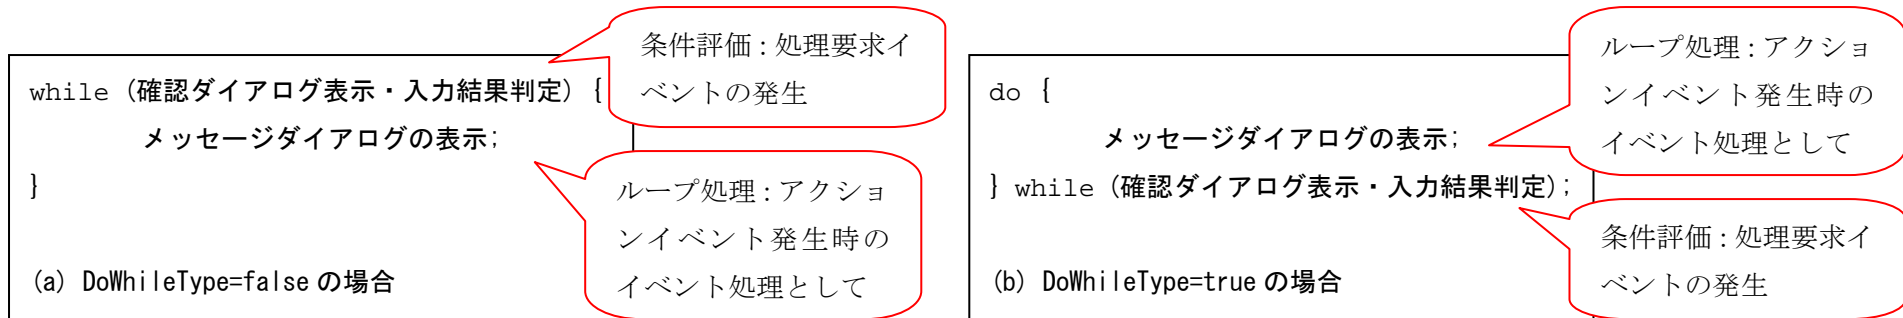 条件評価：処理要求イ
ベントの発生
while (確認ダイアログ表示・入力結果判定) {
メッセージダイアログの表示;
}
ループ処理：アクショ
ンイベント発生時の
イベント処理として
(a) DoWhileType=false の場合
ループ処理：アクショ
ンイベント発生時の
イベント処理として
do {
メッセージダイアログの表示;
} while (確認ダイアログ表示・入力結果判定);
条件評価：処理要求イ
ベントの発生
(b) DoWhileType=true の場合